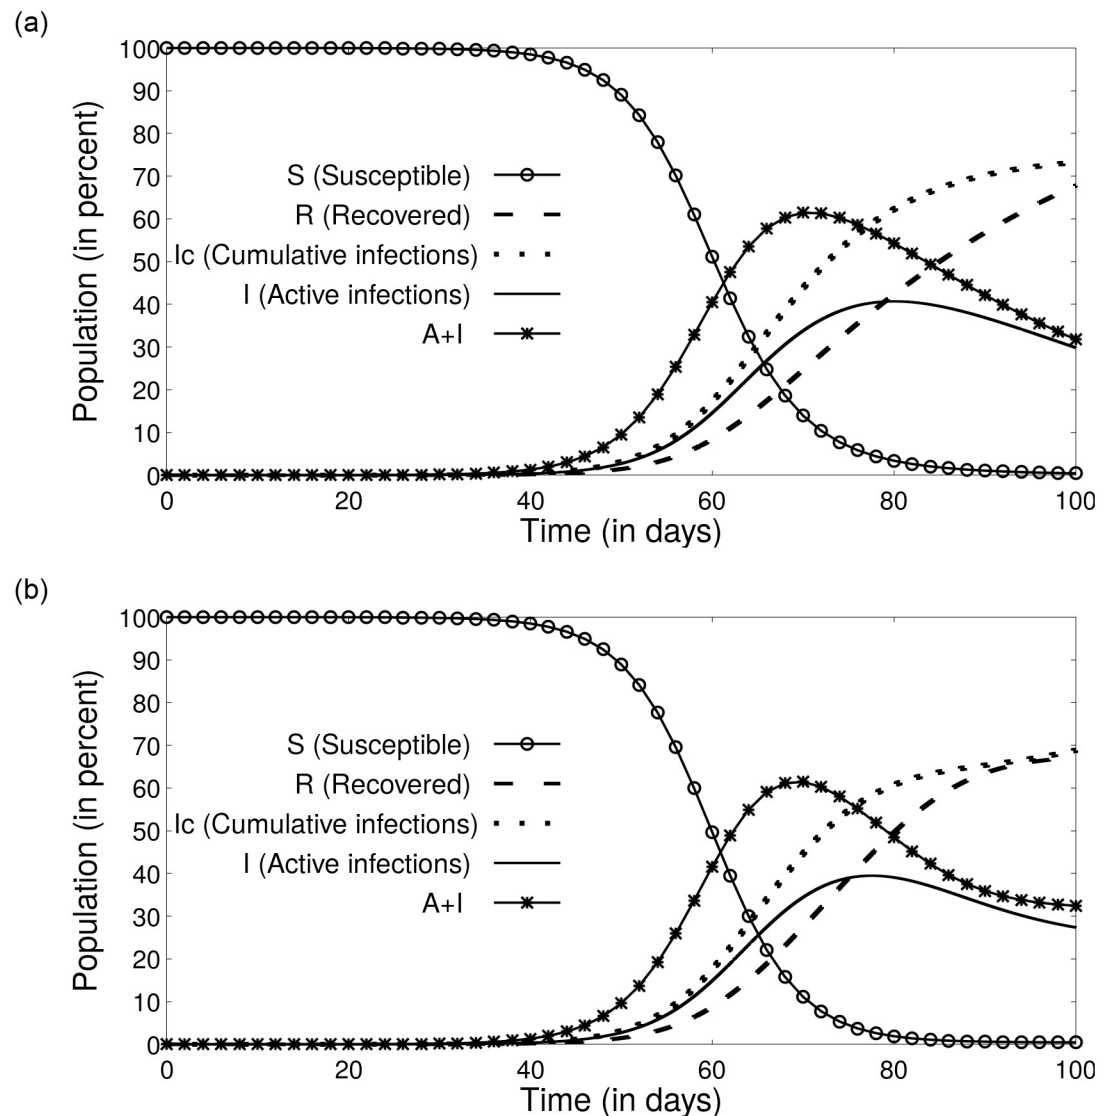 (a)
100
90
80
70
60
50
40
30
20
10
0
Population (in percent)
S (Susceptible)
R (Recovered)
Ic (Cumulative infections)
I (Active infections)
A+I
0 20 40 60 80 100
Time (in days)
(b)
100
90
80
70
60
50
40
30
20
10
0
Population (in percent)
S (Susceptible)
R (Recovered)
Ic (Cumulative infections)
I (Active infections)
A+I
0 20 40 60 80 100
Time (in days)